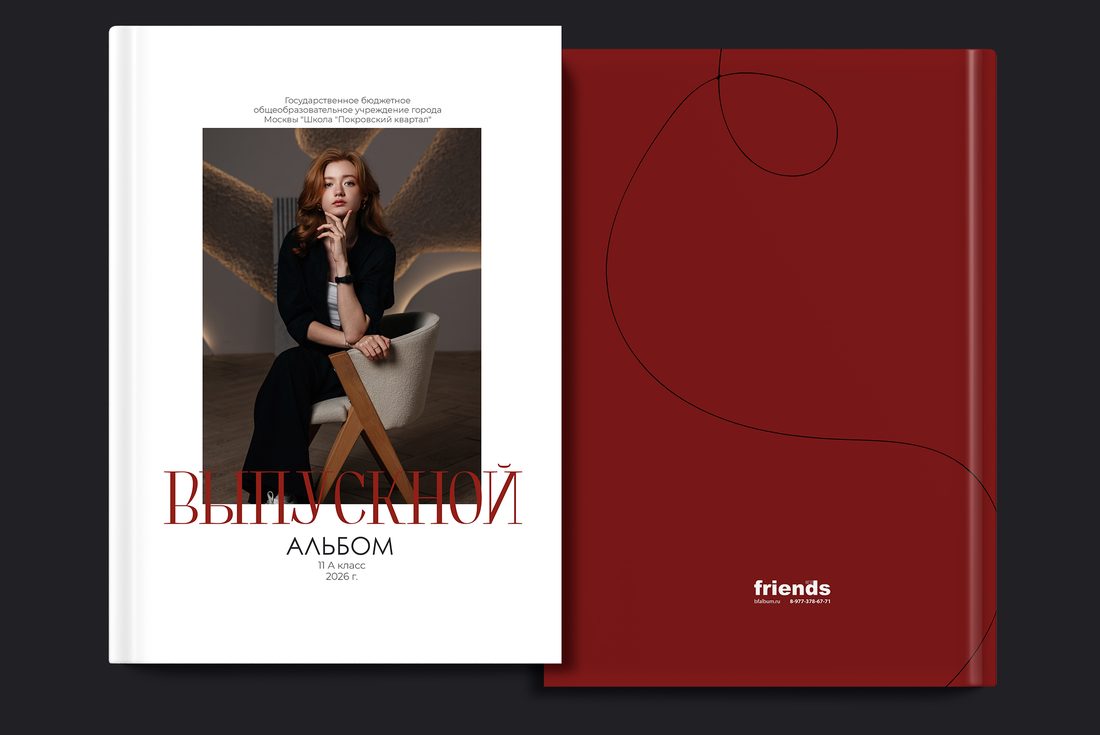 Государственное бюджетное
общеобразовательное учреждение города
Москвы "Школа "Покровский квартал"
ВЫПУСКНОЙ
АЛЬБОМ
11 А класс
2026 г.
friends
bfalbum.ru 8-977-378-67-71